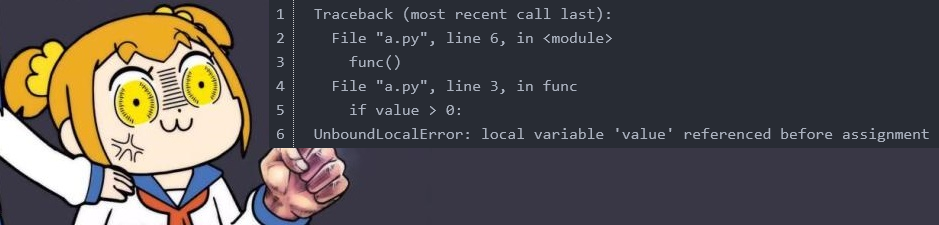 1 Traceback (most recent call last):
2   File "a.py", line 6, in <module>
3     func()
4   File "a.py", line 3, in func
5     if value > 0:
6 UnboundLocalError: local variable 'value' referenced before assignment